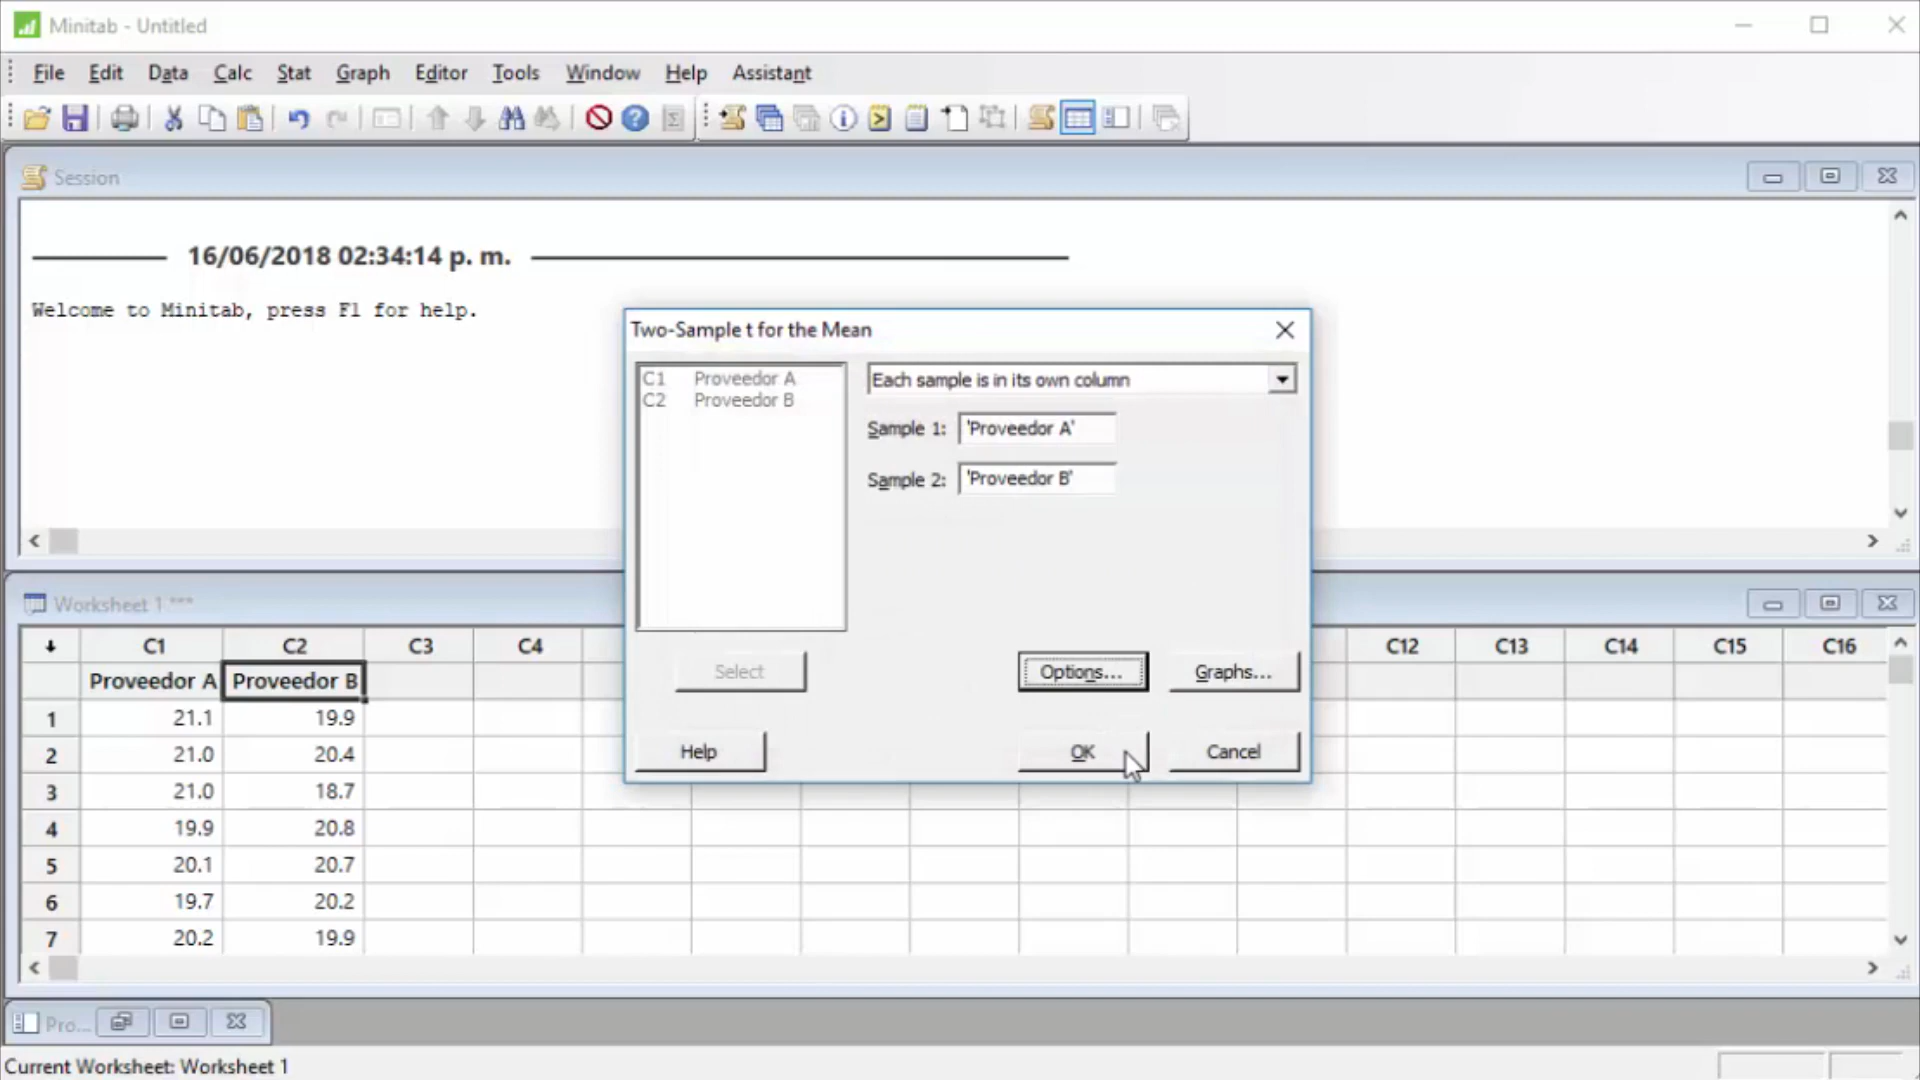 Minitab - Untitled
File Edit Data Calc Stat Graph Editor Tools Window Help Assistant
Session
16/06/2018 02:34:14 p. m.
Welcome to Minitab, press F1 for help.
Two-Sample t for the Mean
C1 Proveedor A
C2 Proveedor B
Each sample is in its own column
Sample 1: 'Proveedor A'
Sample 2: 'Proveedor B'
Select
Options...
Graphs...
Help
OK
Cancel
Worksheet 1 ***
C1 C2 C3 C4 C12 C13 C14 C15 C16
Proveedor A Proveedor B
1 21.1 19.9
2 21.0 20.4
3 21.0 18.7
4 19.9 20.8
5 20.1 20.7
6 19.7 20.2
7 20.2 19.9
Pro...
Current Worksheet: Worksheet 1